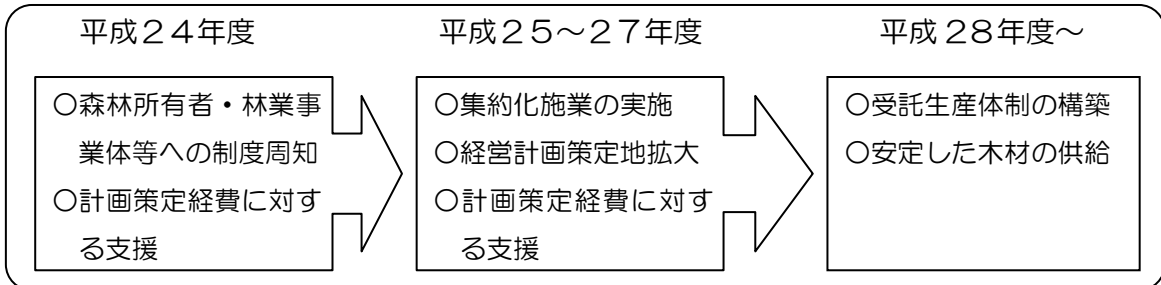 平成２４年度
○森林所有者・林業事
業体等への制度周知
○計画策定経費に対す
る支援
平成２５～２７年度
○集約化施業の実施
○経営計画策定地拡大
○計画策定経費に対す
る支援
平成 28年度～
○受託生産体制の構築
○安定した木材の供給